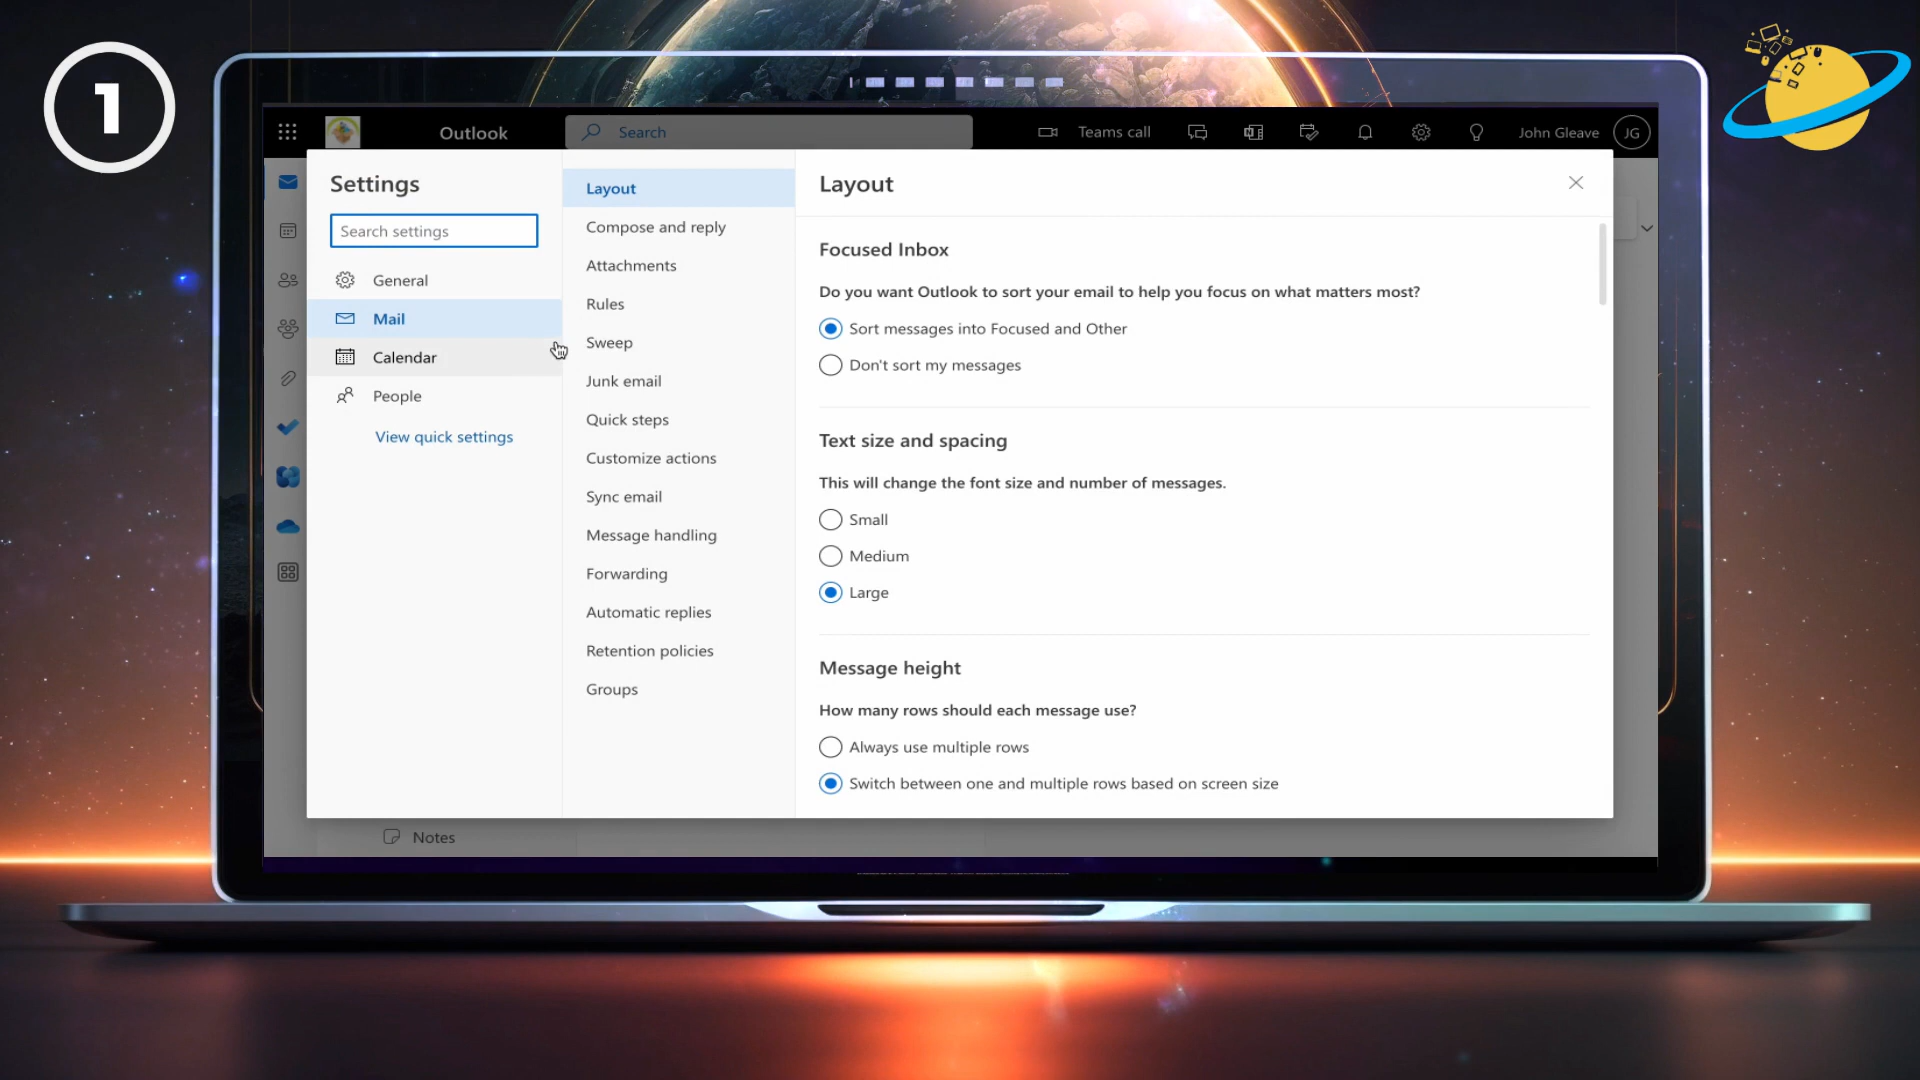 1
Outlook
Search
Teams call
John Gleave
JG
Settings
Search settings
General
Mail
Calendar
People
View quick settings
Layout
Compose and reply
Attachments
Rules
Sweep
Junk email
Quick steps
Customize actions
Sync email
Message handling
Forwarding
Automatic replies
Retention policies
Groups
Layout
Focused Inbox
Do you want Outlook to sort your email to help you focus on what matters most?
Sort messages into Focused and Other
Don't sort my messages
Text size and spacing
This will change the font size and number of messages.
Small
Medium
Large
Message height
How many rows should each message use?
Always use multiple rows
Switch between one and multiple rows based on screen size
Notes